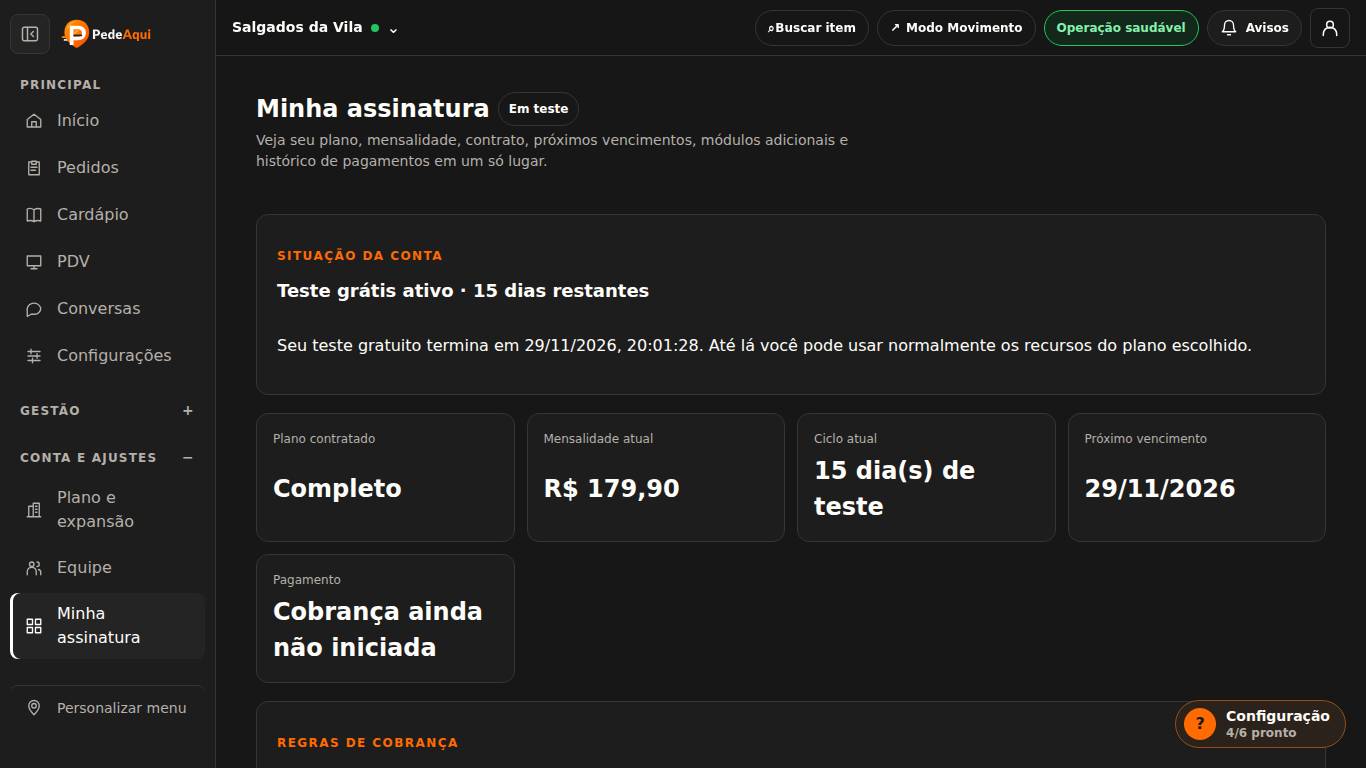 PedeAqui
Salgados da Vila
Buscar item
Modo Movimento
Operação saudável
Avisos
PRINCIPAL
Início
Pedidos
Cardápio
PDV
Conversas
Configurações
GESTÃO +
CONTA E AJUSTES −
Plano e
expansão
Equipe
Minha
assinatura
Personalizar menu
Minha assinatura
Em teste
Veja seu plano, mensalidade, contrato, próximos vencimentos, módulos adicionais e
histórico de pagamentos em um só lugar.
SITUAÇÃO DA CONTA
Teste grátis ativo · 15 dias restantes
Seu teste gratuito termina em 29/11/2026, 20:01:28. Até lá você pode usar normalmente os recursos do plano escolhido.
Plano contratado
Completo
Mensalidade atual
R$ 179,90
Ciclo atual
15 dia(s) de
teste
Próximo vencimento
29/11/2026
Pagamento
Cobrança ainda
não iniciada
REGRAS DE COBRANÇA
?
Configuração
4/6 pronto